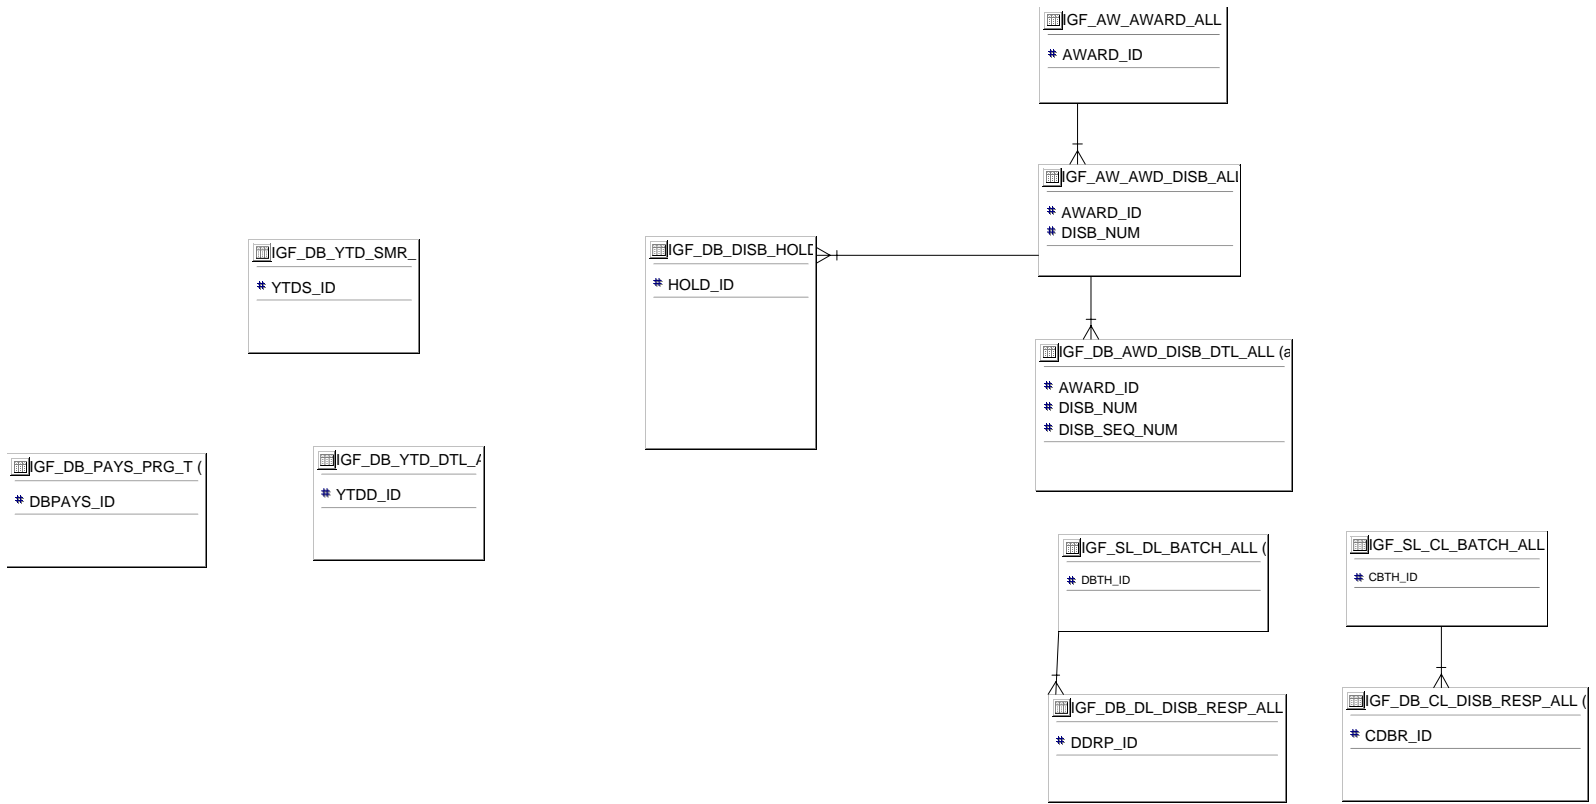 IGF_AW_AWARD_ALL
# AWARD_ID
IGF_AW_AWD_DISB_ALL
# AWARD_ID
# DISB_NUM
IGF_DB_YTD_SMR_
# YTDS_ID
IGF_DB_DISB_HOLD
# HOLD_ID
IGF_DB_AWD_DISB_DTL_ALL (a
# AWARD_ID
# DISB_NUM
# DISB_SEQ_NUM
IGF_DB_PAYS_PRG_T (
# DBPAYS_ID
IGF_DB_YTD_DTL_A
# YTDD_ID
IGF_SL_DL_BATCH_ALL (
# DBTH_ID
IGF_SL_CL_BATCH_ALL
# CBTH_ID
IGF_DB_DL_DISB_RESP_ALL
# DDRP_ID
IGF_DB_CL_DISB_RESP_ALL (
# CDBR_ID